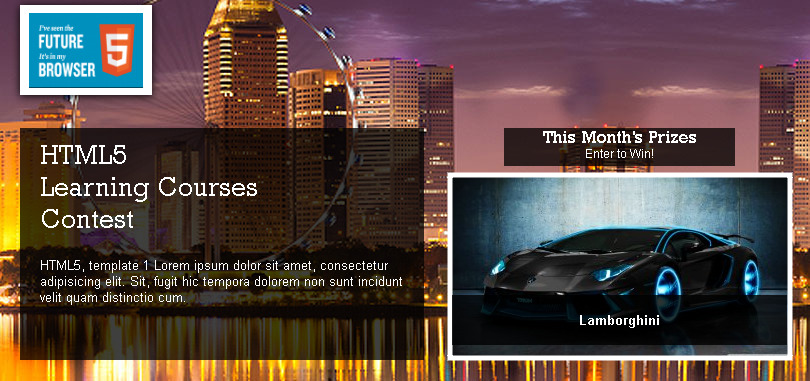 I've seen the
FUTURE
It's in my
BROWSER
5
HTML5
Learning Courses
Contest
HTML5, template 1 Lorem ipsum dolor sit amet, consectetur
adipisicing elit. Sit, fugit hic tempora dolorem non sunt incidunt
velit quam distinctio cum.
This Month's Prizes
Enter to Win!
Lamborghini